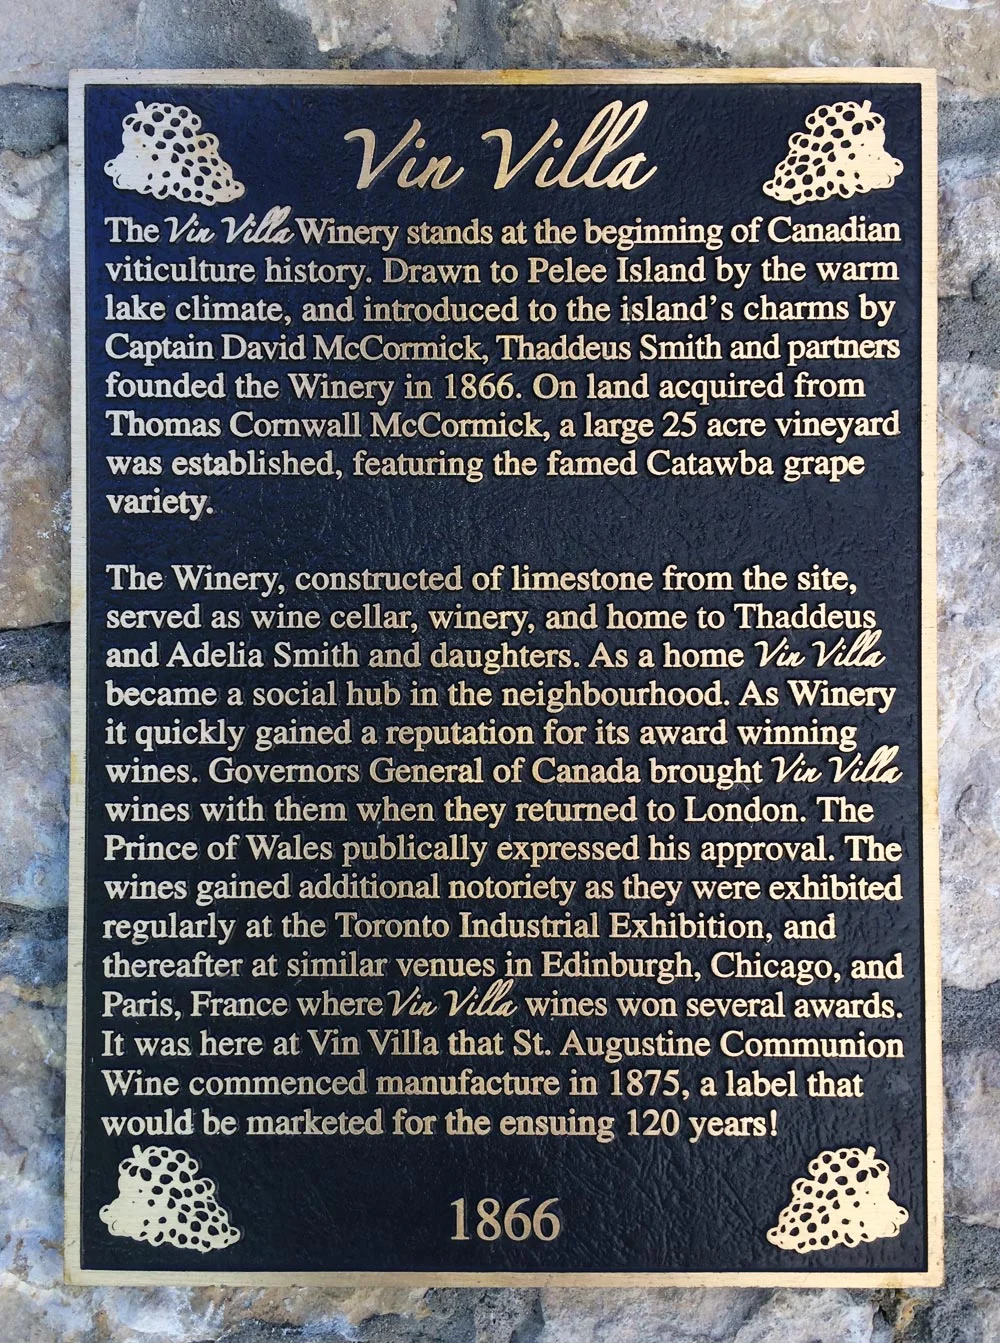 Vin Villa
The Vin Villa Winery stands at the beginning of Canadian
viticulture history. Drawn to Pelee Island by the warm
lake climate, and introduced to the island's charms by
Captain David McCormick, Thaddeus Smith and partners
founded the Winery in 1866. On land acquired from
Thomas Cornwall McCormick, a large 25 acre vineyard
was established, featuring the famed Catawba grape
variety.
The Winery, constructed of limestone from the site,
served as wine cellar, winery, and home to Thaddeus
and Adelia Smith and daughters. As a home Vin Villa
became a social hub in the neighbourhood. As Winery
it quickly gained a reputation for its award winning
wines. Governors General of Canada brought Vin Villa
wines with them when they returned to London. The
Prince of Wales publically expressed his approval. The
wines gained additional notoriety as they were exhibited
regularly at the Toronto Industrial Exhibition, and
thereafter at similar venues in Edinburgh, Chicago, and
Paris, France where Vin Villa wines won several awards.
It was here at Vin Villa that St. Augustine Communion
Wine commenced manufacture in 1875, a label that
would be marketed for the ensuing 120 years!
1866